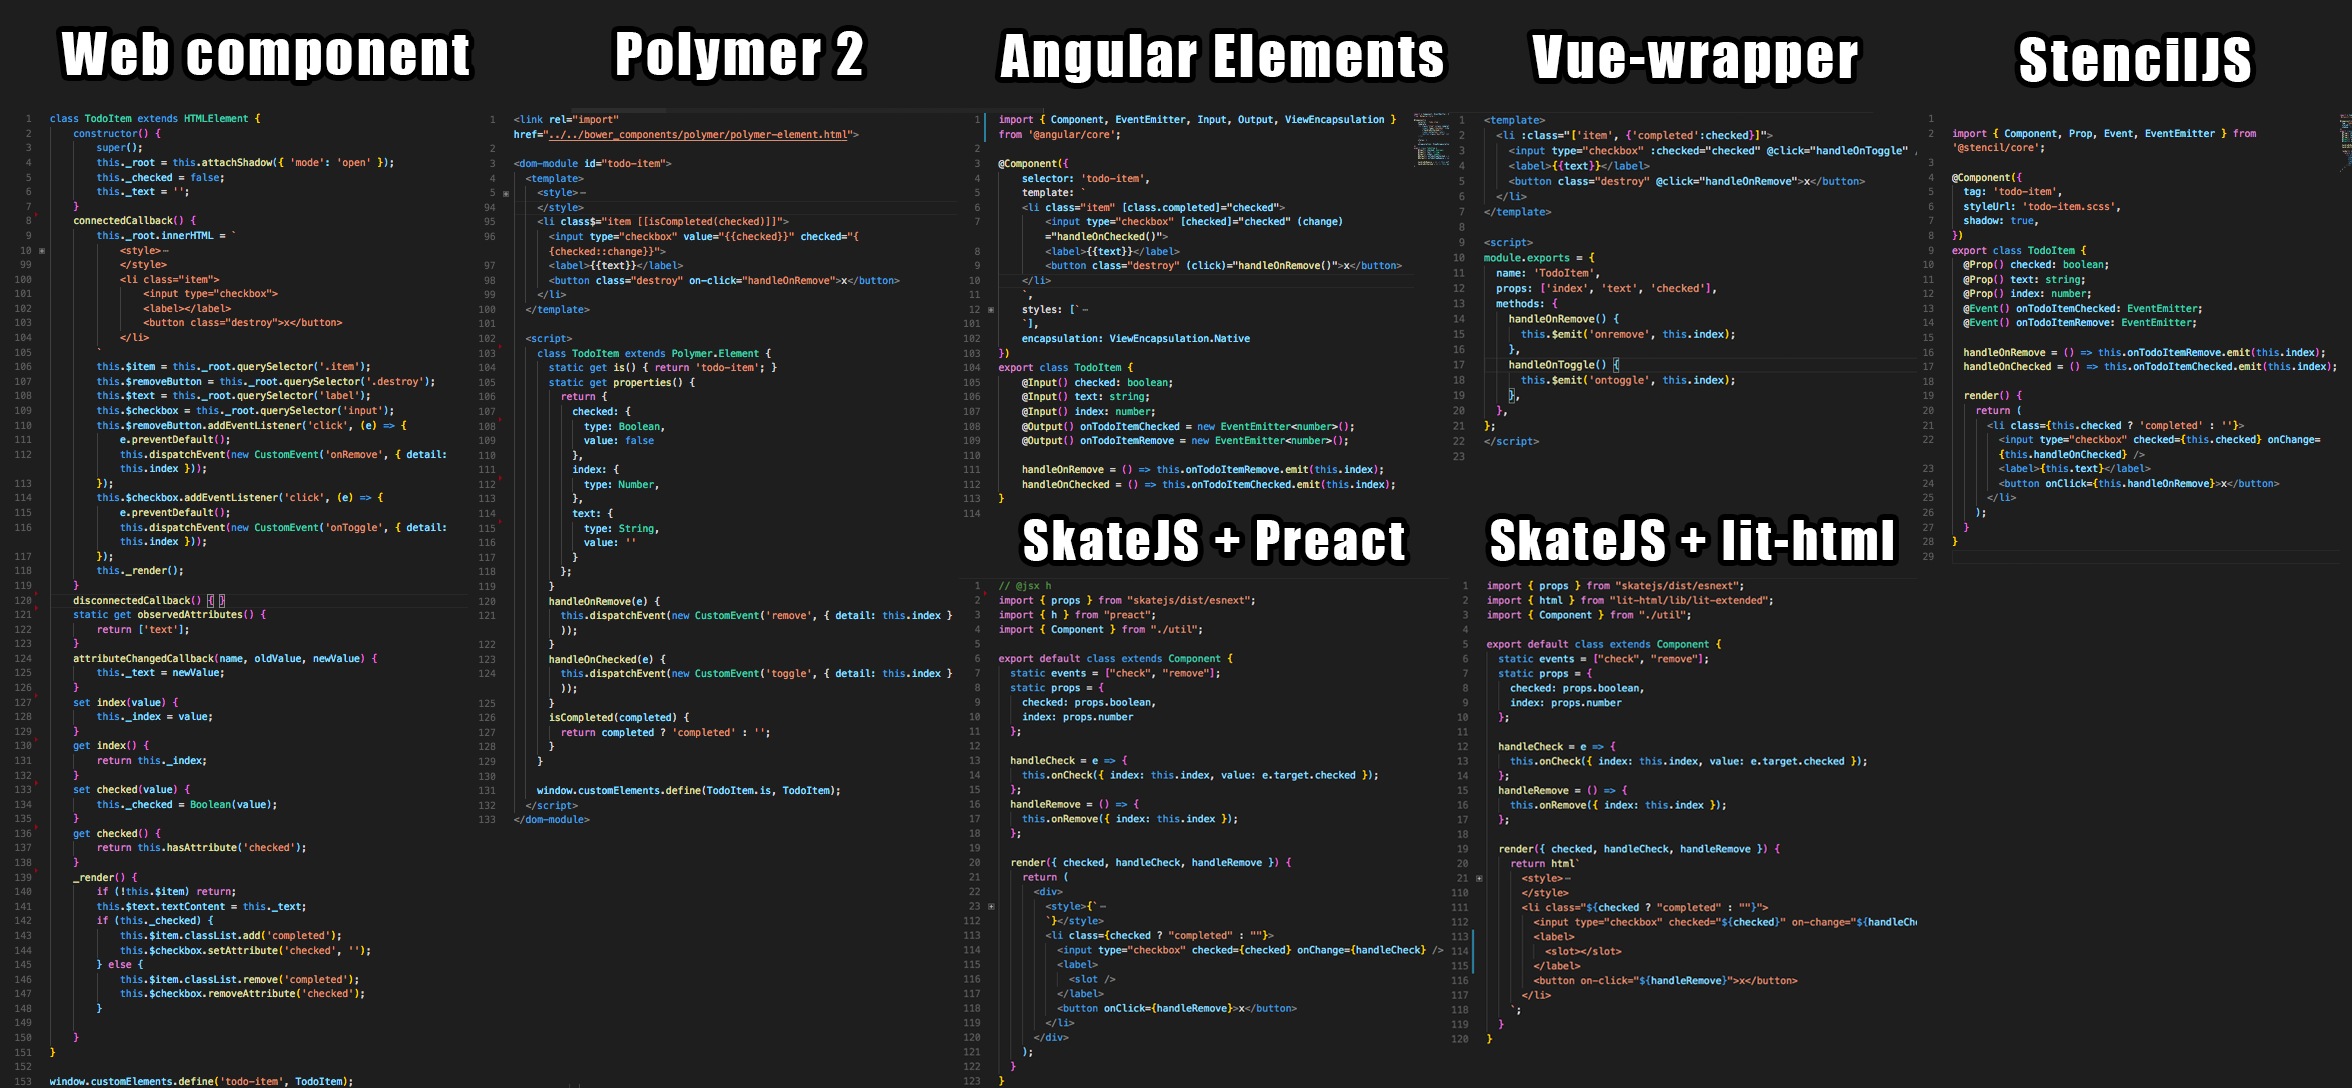 Web component
1 class TodoItem extends HTMLElement {
2 constructor() {
3 super();
4 this._root = this.attachShadow({ 'mode': 'open' });
5 this._checked = false;
6 this._text = '';
7 }
8 connectedCallback() {
9 this._root.innerHTML = `
10 <style>⋯
99 </style>
100 <li class="item">
101 <input type="checkbox">
102 <label></label>
103 <button class="destroy">x</button>
104 </li>
105 `
106 this.$item = this._root.querySelector('.item');
107 this.$removeButton = this._root.querySelector('.destroy');
108 this.$text = this._root.querySelector('label');
109 this.$checkbox = this._root.querySelector('input');
110 this.$removeButton.addEventListener('click', (e) => {
111 e.preventDefault();
112 this.dispatchEvent(new CustomEvent('onRemove', { detail:
this.index }));
113 });
114 this.$checkbox.addEventListener('click', (e) => {
115 e.preventDefault();
116 this.dispatchEvent(new CustomEvent('onToggle', { detail:
this.index }));
117 });
118 this._render();
119 }
120 disconnectedCallback() { }
121 static get observedAttributes() {
122 return ['text'];
123 }
124 attributeChangedCallback(name, oldValue, newValue) {
125 this._text = newValue;
126 }
127 set index(value) {
128 this._index = value;
129 }
130 get index() {
131 return this._index;
132 }
133 set checked(value) {
134 this._checked = Boolean(value);
135 }
136 get checked() {
137 return this.hasAttribute('checked');
138 }
139 _render() {
140 if (!this.$item) return;
141 this.$text.textContent = this._text;
142 if (this._checked) {
143 this.$item.classList.add('completed');
144 this.$checkbox.setAttribute('checked', '');
145 } else {
146 this.$item.classList.remove('completed');
147 this.$checkbox.removeAttribute('checked');
148 }
149
150 }
151 }
152
153 window.customElements.define('todo-item', TodoItem);
Polymer 2
1 <link rel="import"
href="../../bower_components/polymer/polymer-element.html">
2
3 <dom-module id="todo-item">
4 <template>
5 <style>⋯
94 </style>
95 <li class$="item [[isCompleted(checked)]]">
96 <input type="checkbox" value="{{checked}}" checked="{
{checked::change}}">
97 <label>{{text}}</label>
98 <button class="destroy" on-click="handleOnRemove">x</button>
99 </li>
100 </template>
101
102 <script>
103 class TodoItem extends Polymer.Element {
104 static get is() { return 'todo-item'; }
105 static get properties() {
106 return {
107 checked: {
108 type: Boolean,
109 value: false
110 },
111 index: {
112 type: Number,
113 },
114 text: {
115 type: String,
116 value: ''
117 }
118 };
119 }
120 handleOnRemove(e) {
121 this.dispatchEvent(new CustomEvent('remove', { detail: this.index }
));
122 }
123 handleOnChecked(e) {
124 this.dispatchEvent(new CustomEvent('toggle', { detail: this.index }
));
125 }
126 isCompleted(completed) {
127 return completed ? 'completed' : '';
128 }
129 }
130
131 window.customElements.define(TodoItem.is, TodoItem);
132 </script>
133 </dom-module>
Angular Elements
1 import { Component, EventEmitter, Input, Output, ViewEncapsulation }
from '@angular/core';
2
3 @Component({
4 selector: 'todo-item',
5 template: `
6 <li class="item" [class.completed]="checked">
7 <input type="checkbox" [checked]="checked" (change)
="handleOnChecked()">
8 <label>{{text}}</label>
9 <button class="destroy" (click)="handleOnRemove()">x</button>
10 </li>
11 `,
12 styles: [`⋯
101 `],
102 encapsulation: ViewEncapsulation.Native
103 })
104 export class TodoItem {
105 @Input() checked: boolean;
106 @Input() text: string;
107 @Input() index: number;
108 @Output() onTodoItemChecked = new EventEmitter<number>();
109 @Output() onTodoItemRemove = new EventEmitter<number>();
110
111 handleOnRemove = () => this.onTodoItemRemove.emit(this.index);
112 handleOnChecked = () => this.onTodoItemChecked.emit(this.index);
113 }
114
Vue-wrapper
1 <template>
2 <li :class="['item', {'completed':checked}]">
3 <input type="checkbox" :checked="checked" @click="handleOnToggle" /
4 <label>{{text}}</label>
5 <button class="destroy" @click="handleOnRemove">x</button>
6 </li>
7 </template>
8
9 <script>
10 module.exports = {
11 name: 'TodoItem',
12 props: ['index', 'text', 'checked'],
13 methods: {
14 handleOnRemove() {
15 this.$emit('onremove', this.index);
16 },
17 handleOnToggle() {
18 this.$emit('ontoggle', this.index);
19 },
20 },
21 };
22 </script>
23
StencilJS
1
2 import { Component, Prop, Event, EventEmitter } from
'@stencil/core';
3
4 @Component({
5 tag: 'todo-item',
6 styleUrl: 'todo-item.scss',
7 shadow: true,
8 })
9 export class TodoItem {
10 @Prop() checked: boolean;
11 @Prop() text: string;
12 @Prop() index: number;
13 @Event() onTodoItemChecked: EventEmitter;
14 @Event() onTodoItemRemove: EventEmitter;
15
16 handleOnRemove = () => this.onTodoItemRemove.emit(this.index);
17 handleOnChecked = () => this.onTodoItemChecked.emit(this.index);
18
19 render() {
20 return (
21 <li class={this.checked ? 'completed' : ''}>
22 <input type="checkbox" checked={this.checked} onChange=
{this.handleOnChecked} />
23 <label>{this.text}</label>
24 <button onClick={this.handleOnRemove}>x</button>
25 </li>
26 );
27 }
28 }
29
SkateJS + Preact
1 // @jsx h
2 import { props } from "skatejs/dist/esnext";
3 import { h } from "preact";
4 import { Component } from "./util";
5
6 export default class extends Component {
7 static events = ["check", "remove"];
8 static props = {
9 checked: props.boolean,
10 index: props.number
11 };
12
13 handleCheck = e => {
14 this.onCheck({ index: this.index, value: e.target.checked });
15 };
16 handleRemove = () => {
17 this.onRemove({ index: this.index });
18 };
19
20 render({ checked, handleCheck, handleRemove }) {
21 return (
22 <div>
23 <style>{`⋯
112 `}</style>
113 <li class={checked ? "completed" : ""}>
114 <input type="checkbox" checked={checked} onChange={handleCheck} />
115 <label>
116 <slot />
117 </label>
118 <button onClick={handleRemove}>x</button>
119 </li>
120 </div>
121 );
122 }
123 }
SkateJS + lit-html
1 import { props } from "skatejs/dist/esnext";
2 import { html } from "lit-html/lib/lit-extended";
3 import { Component } from "./util";
4
5 export default class extends Component {
6 static events = ["check", "remove"];
7 static props = {
8 checked: props.boolean,
9 index: props.number
10 };
11
12 handleCheck = e => {
13 this.onCheck({ index: this.index, value: e.target.checked });
14 };
15 handleRemove = () => {
16 this.onRemove({ index: this.index });
17 };
18
19 render({ checked, handleCheck, handleRemove }) {
20 return html`
21 <style>⋯
110 </style>
111 <li class="${checked ? "completed" : ""}">
112 <input type="checkbox" checked="${checked}" on-change="${handleCh
113 <label>
114 <slot></slot>
115 </label>
116 <button on-click="${handleRemove}">x</button>
117 </li>
118 `;
119 }
120 }